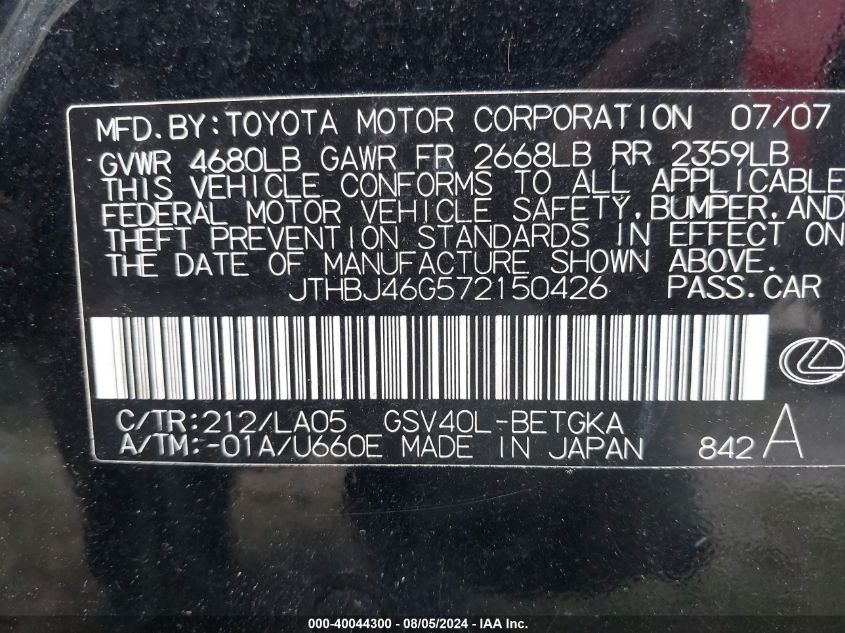 MFD.BY:TOYOTA MOTOR CORPORATION 07/07
GVWR 4680LB GAWR FR 2668LB RR 2359LB
THIS VEHICLE CONFORMS TO ALL APPLICABLE
FEDERAL MOTOR VEHICLE SAFETY,BUMPER,AND
THEFT PREVENTION STANDARDS IN EFFECT ON
THE DATE OF MANUFACTURE SHOWN ABOVE.
JTHBJ46G572150426 PASS.CAR
C/TR:212/LA05 GSV40L-BETGKA
A/TM:-01A/U660E MADE IN JAPAN 842A
000-40044300 - 08/05/2024 - IAA Inc.